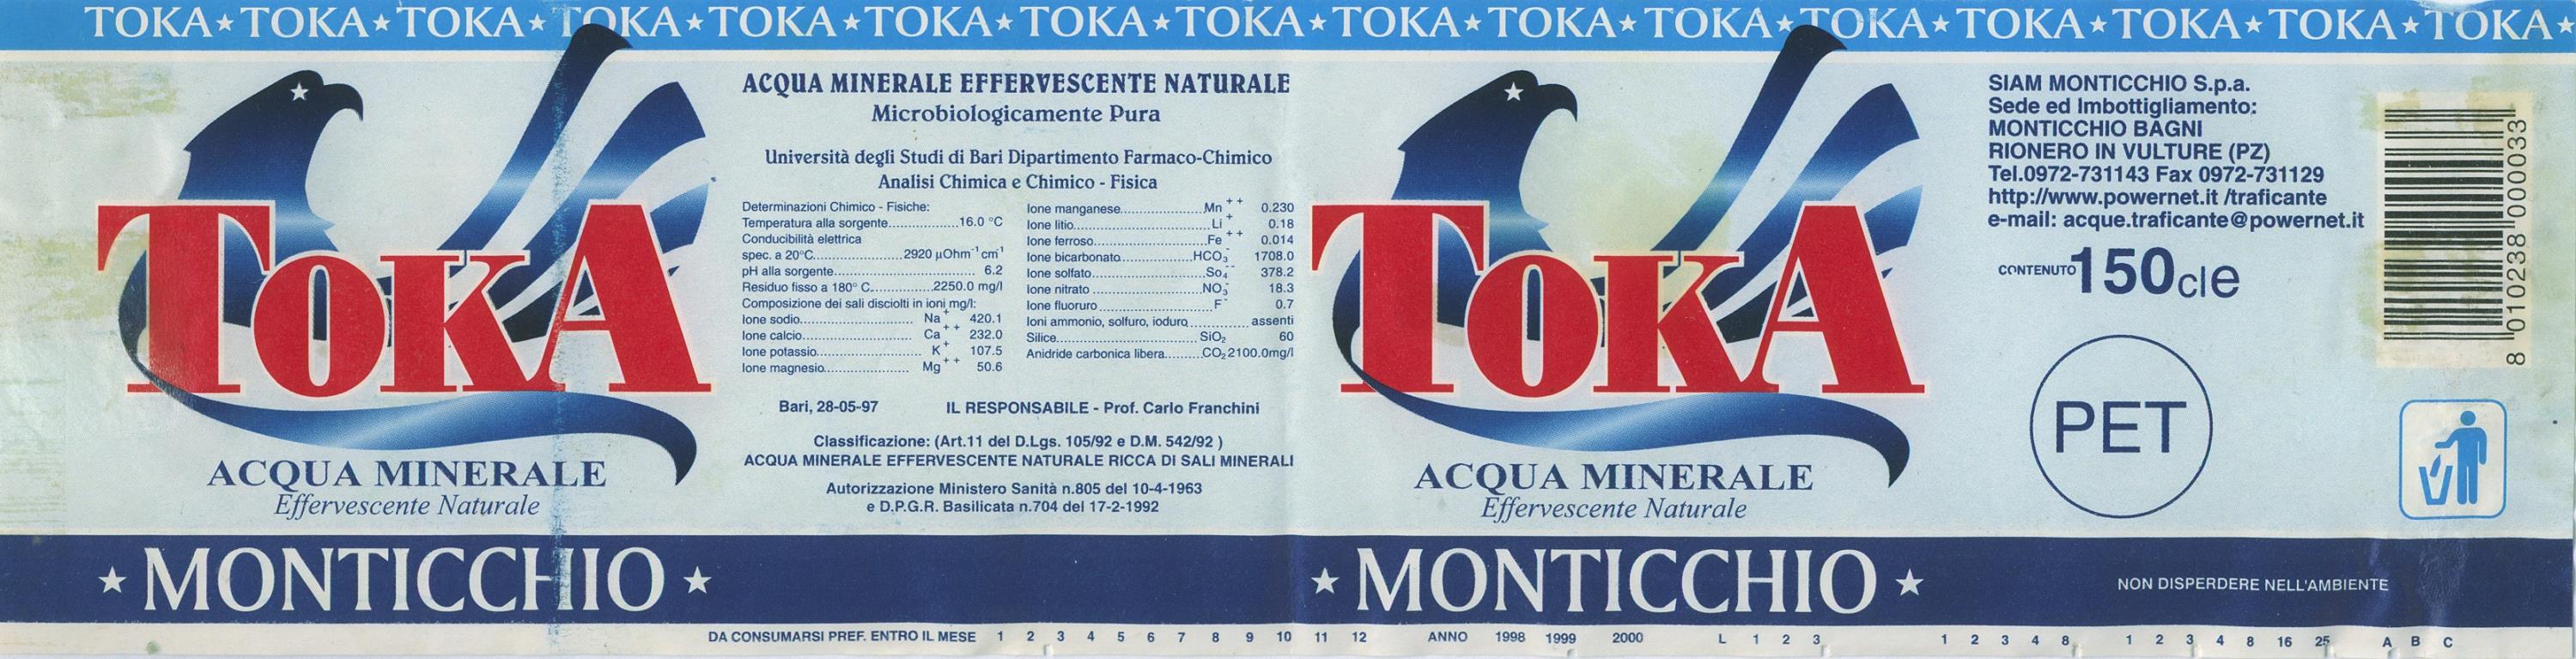 TOKA★TOKA★TOKA★TOKA★TOKA★TOKA★TOKA★TOKA★TOKA★TOKA★TOKA★TOKA★TOKA★TOKA★TOKA★TOKA★
TOKA
ACQUA MINERALE
Effervescente Naturale
★ MONTICCHIO ★
ACQUA MINERALE EFFERVESCENTE NATURALE
Microbiologicamente Pura
Università degli Studi di Bari Dipartimento Farmaco-Chimico
Analisi Chimica e Chimico - Fisica
Determinazioni Chimico - Fisiche:
Temperatura alla sorgente.................16.0 °C
Conducibilità elettrica
spec. a 20°C......................2920 µOhm⁻¹ cm⁻¹
pH alla sorgente................................... 6.2
Residuo fisso a 180° C...............2250.0 mg/l
Composizione dei sali disciolti in ioni mg/l:
Ione sodio............................ Na⁺ 420.1
Ione calcio........................... Ca⁺⁺ 232.0
Ione potassio........................ K⁺ 107.5
Ione magnesio..................... Mg⁺⁺ 50.6
Ione manganese.....................Mn⁺⁺ 0.230
Ione litio..................................Li⁺ 0.18
Ione ferroso...........................Fe⁺⁺ 0.014
Ione bicarbonato..................HCO₃⁻ 1708.0
Ione solfato...........................So₄⁻⁻ 378.2
Ione nitrato ...........................NO₃⁻ 18.3
Ione fluoruro............................F⁻ 0.7
Ioni ammonio, solfuro, ioduro.............. assenti
Silice...................................SiO₂ 60
Anidride carbonica libera.........CO₂ 2100.0mg/l
Bari, 28-05-97 IL RESPONSABILE - Prof. Carlo Franchini
Classificazione: (Art.11 del D.Lgs. 105/92 e D.M. 542/92 )
ACQUA MINERALE EFFERVESCENTE NATURALE RICCA DI SALI MINERALI
Autorizzazione Ministero Sanità n.805 del 10-4-1963
e D.P.G.R. Basilicata n.704 del 17-2-1992
TOKA
ACQUA MINERALE
Effervescente Naturale
★ MONTICCHIO ★
SIAM MONTICCHIO S.p.a.
Sede ed Imbottigliamento:
MONTICCHIO BAGNI
RIONERO IN VULTURE (PZ)
Tel.0972-731143 Fax 0972-731129
http://www.powernet.it /traficante
e-mail: acque.traficante@powernet.it
CONTENUTO 150 cl e
PET
8 010238 000033
NON DISPERDERE NELL'AMBIENTE
DA CONSUMARSI PREF. ENTRO IL MESE 1 2 3 4 5 6 7 8 9 10 11 12 ANNO 1998 1999 2000 L 1 2 3 1 2 3 4 8 1 2 3 4 8 16 25 A B C